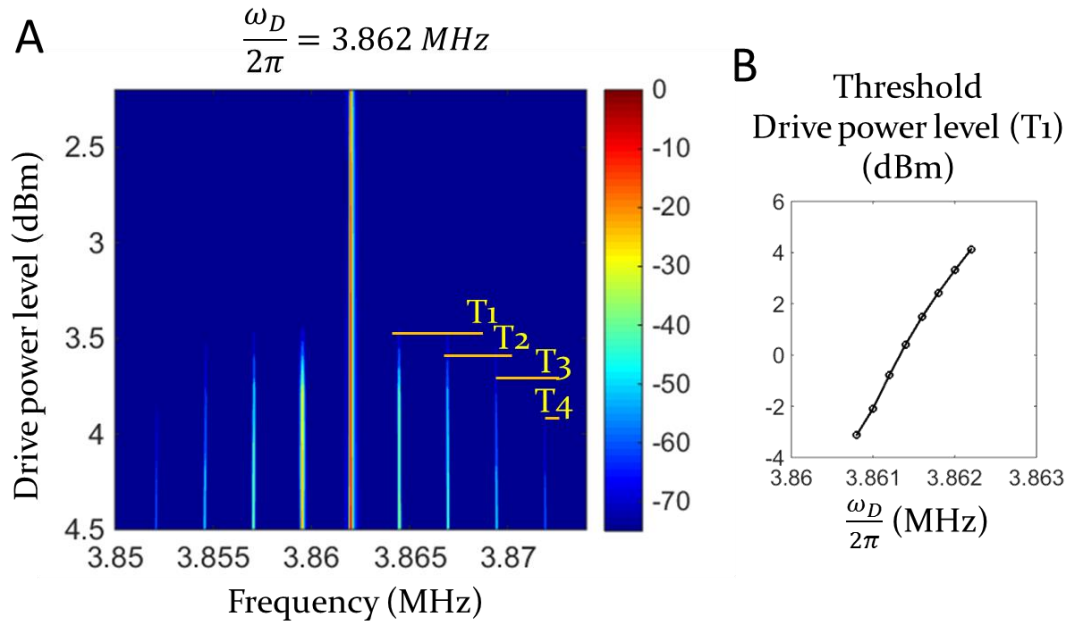 A
ω_D/2π = 3.862 MHz
Drive power level (dBm)
2.5
3
3.5
4
4.5
3.85
3.855
3.86
3.865
3.87
Frequency (MHz)
T1
T2
T3
T4
0
-10
-20
-30
-40
-50
-60
-70
B
Threshold
Drive power level (T1)
(dBm)
6
4
2
0
-2
-4
3.86
3.861
3.862
3.863
ω_D/2π (MHz)